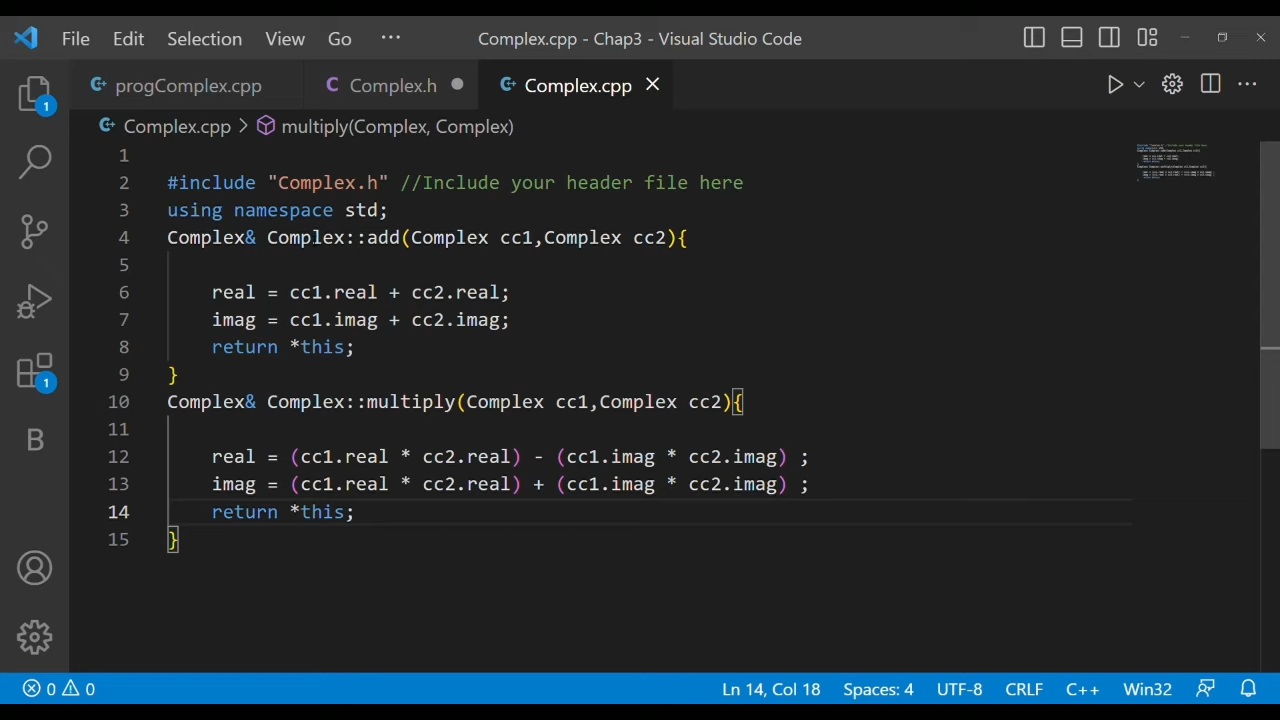 File Edit Selection View Go ··· Complex.cpp - Chap3 - Visual Studio Code
progComplex.cpp C Complex.h Complex.cpp
Complex.cpp > multiply(Complex, Complex)
1
2 #include "Complex.h" //Include your header file here
3 using namespace std;
4 Complex& Complex::add(Complex cc1,Complex cc2){
5
6 real = cc1.real + cc2.real;
7 imag = cc1.imag + cc2.imag;
8 return *this;
9 }
10 Complex& Complex::multiply(Complex cc1,Complex cc2){
11
12 real = (cc1.real * cc2.real) - (cc1.imag * cc2.imag) ;
13 imag = (cc1.real * cc2.real) + (cc1.imag * cc2.imag) ;
14 return *this;
15 }
1
1
B
0 0 Ln 14, Col 18 Spaces: 4 UTF-8 CRLF C++ Win32